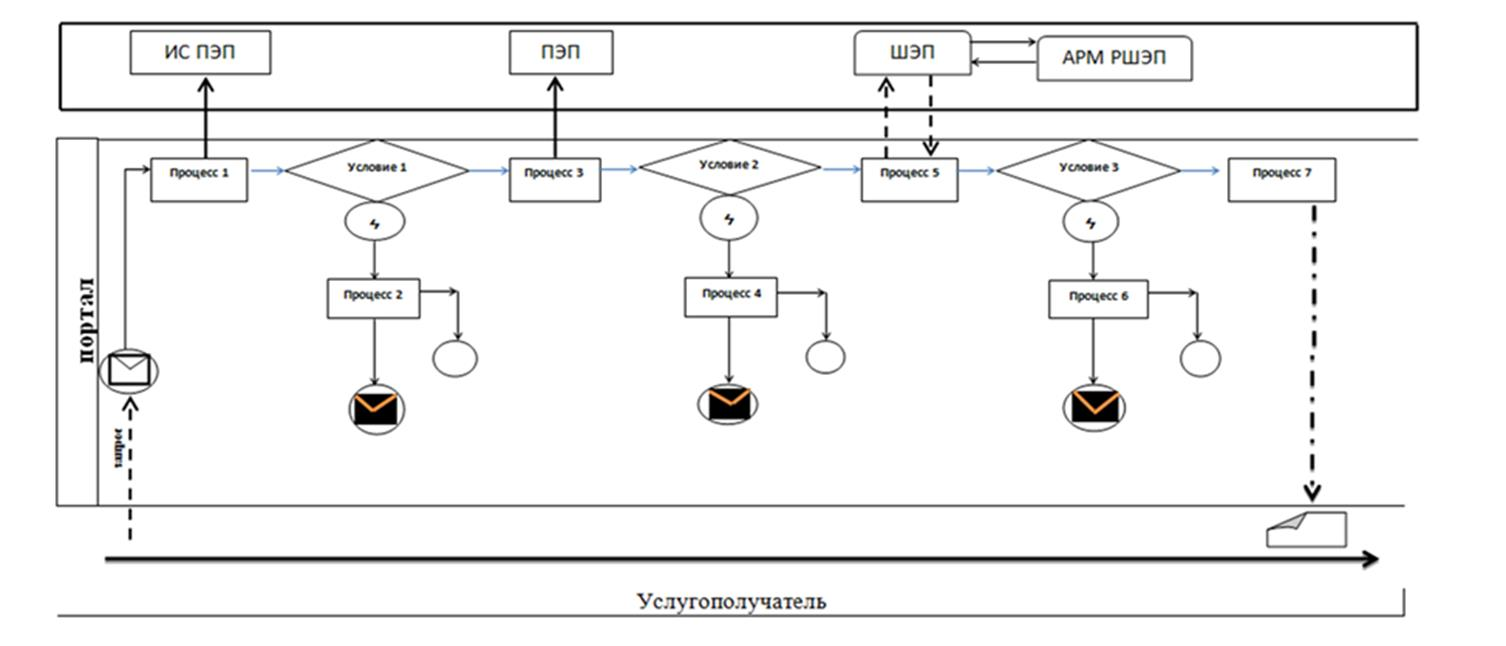 ИС ПЭП
ПЭП
ШЭП
АРМ РШЭП
Процесс 1
Условие 1
Процесс 3
Условие 2
Процесс 5
Условие 3
Процесс 7
Процесс 2
Процесс 4
Процесс 6
портал
запрос
Услугополучатель